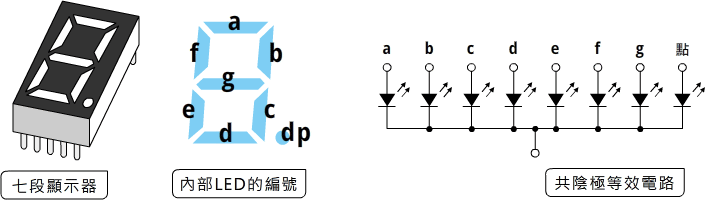 a
f b
g
e c
d dp
a b c d e f g 點
七段顯示器
內部LED的編號
共陰極等效電路